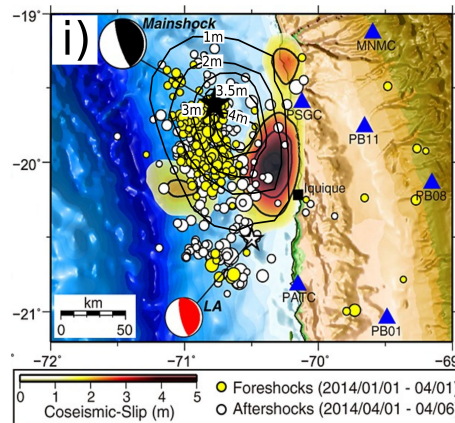 −19°
i)
Mainshock
1m
2m
3.5m
3m
4m
MNMC
PSGC
PB11
−20°
Iquique
PB08
LA
PATC
−21°
km
0
50
PB01
−72°
−71°
−70°
−69°
0 1 2 3 4 5
Coseismic-Slip (m)
Foreshocks (2014/01/01 - 04/01)
Aftershocks (2014/04/01 - 04/06)